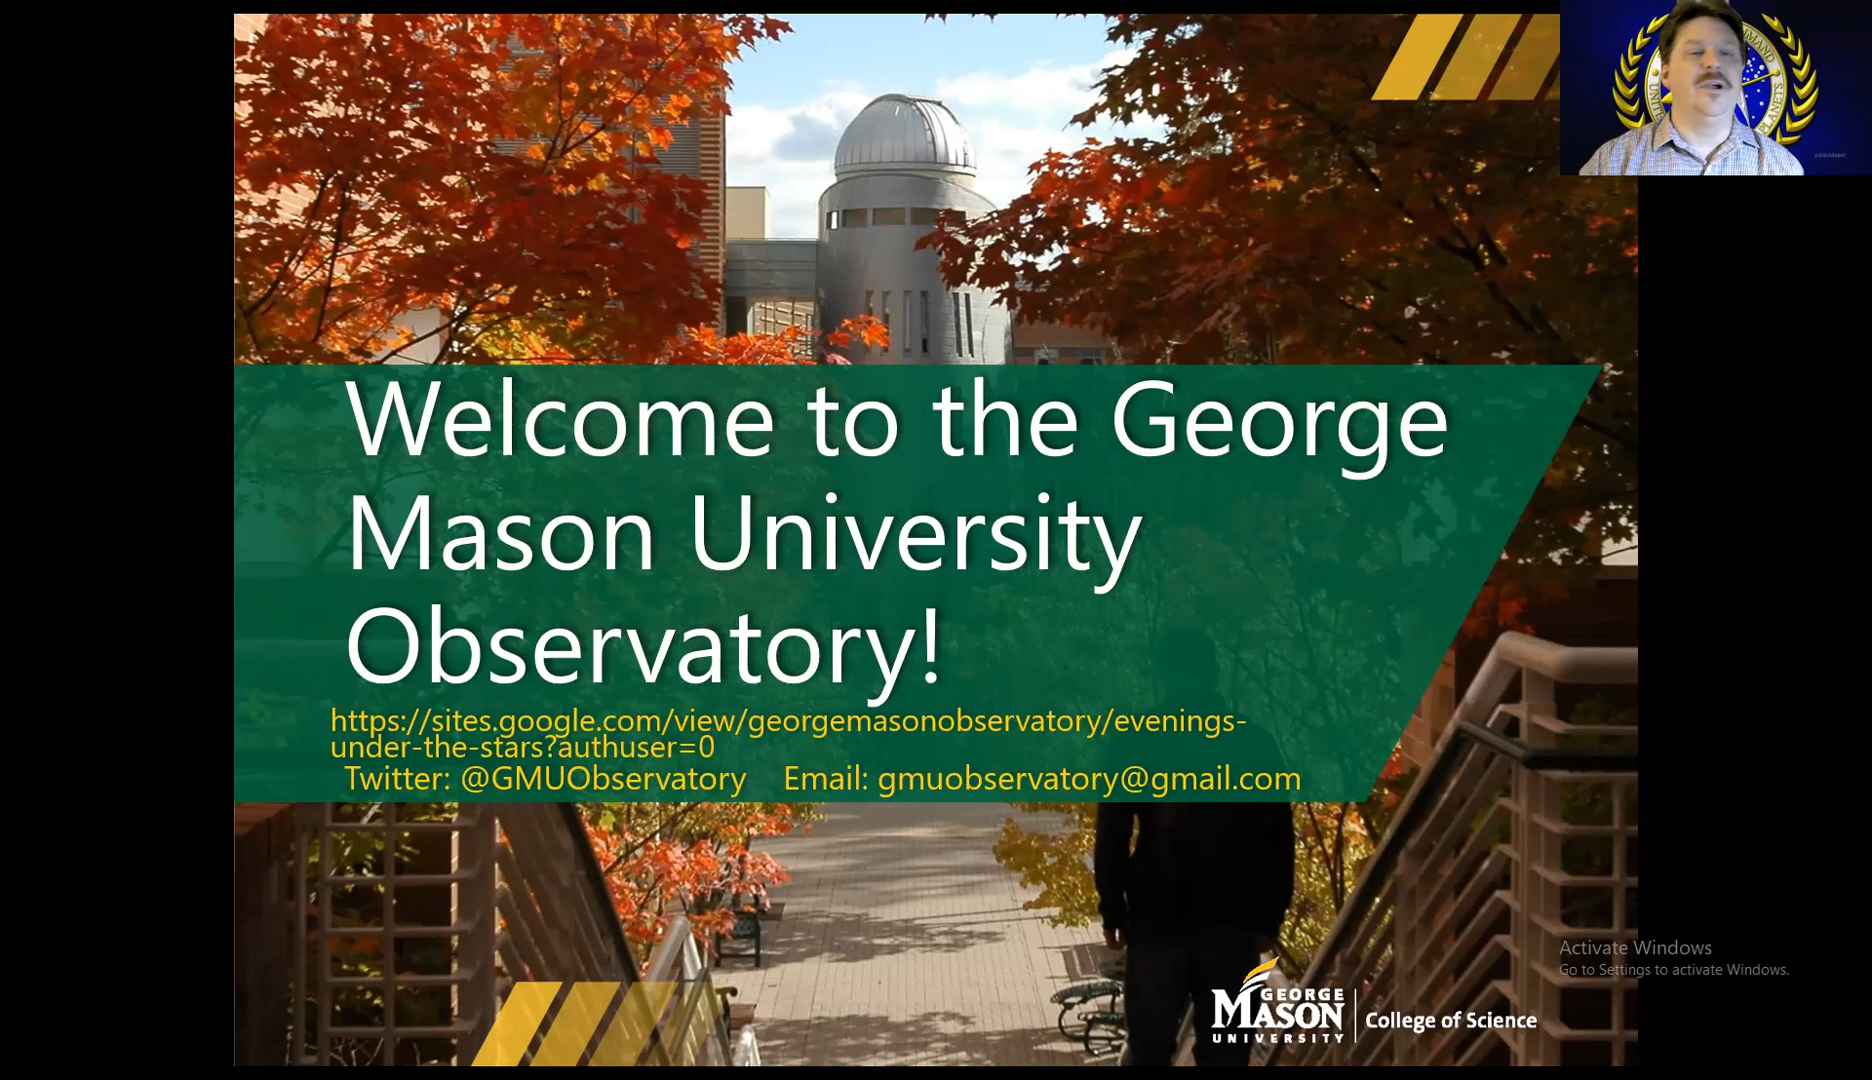 Welcome to the George
Mason University
Observatory!
https://sites.google.com/view/georgemasonobservatory/evenings-
under-the-stars?authuser=0
Twitter: @GMUObservatory Email: gmuobservatory@gmail.com
Activate Windows
Go to Settings to activate Windows.
GEORGE
MASON
UNIVERSITY
College of Science